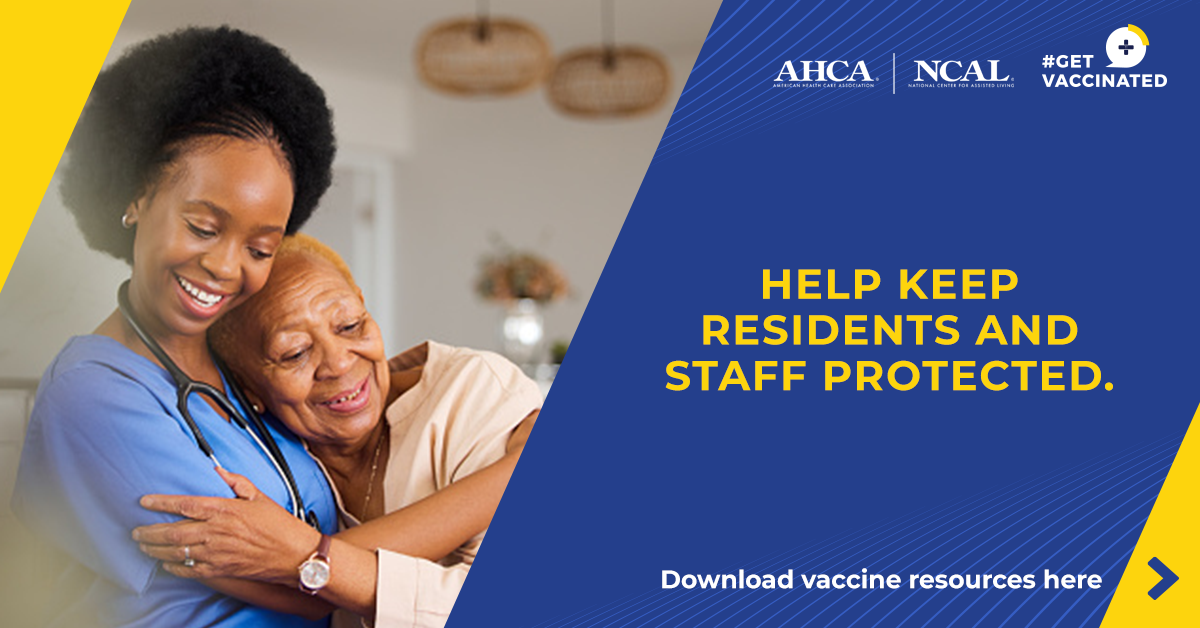 AHCA®
AMERICAN HEALTH CARE ASSOCIATION
NCAL®
NATIONAL CENTER FOR ASSISTED LIVING
#GET
VACCINATED
HELP KEEP
RESIDENTS AND
STAFF PROTECTED.
Download vaccine resources here